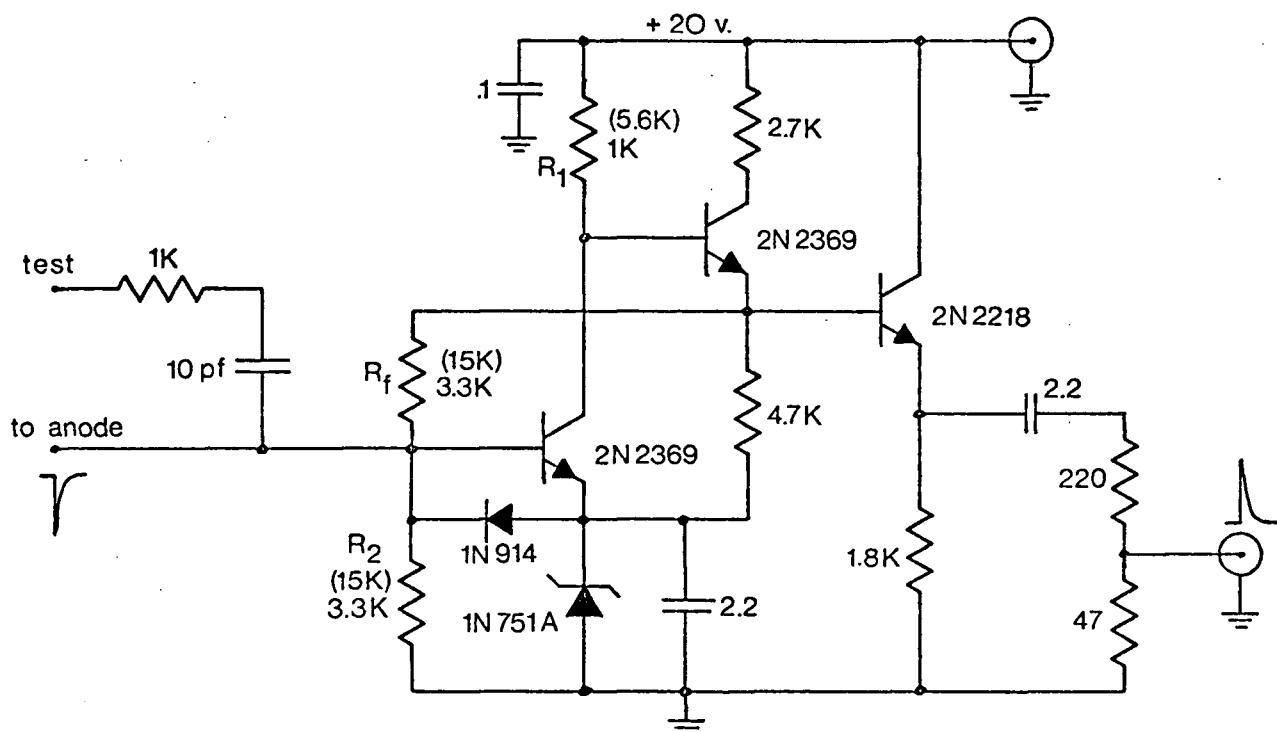 + 20 v.
.1
(5.6K)
1K
R1
2.7K
2N 2369
test
1K
10 pf
Rf
(15K)
3.3K
2N 2218
to anode
2N 2369
4.7K
2.2
220
R2
(15K)
3.3K
1N 914
1N 751A
2.2
1.8K
47